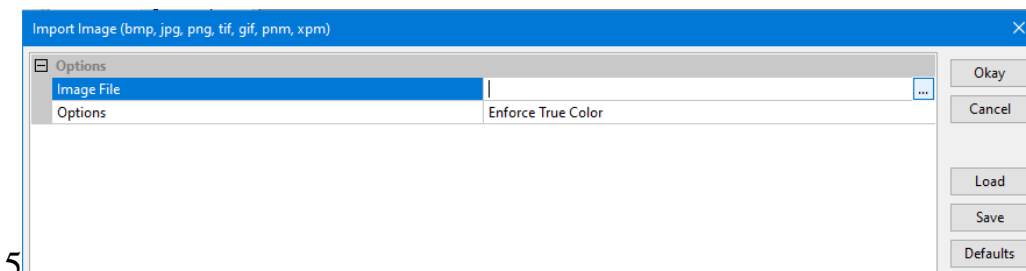 Import Image (bmp, jpg, png, tif, gif, pnm, xpm)
Options
Image File ...
Options Enforce True Color
Okay
Cancel
Load
Save
Defaults
5